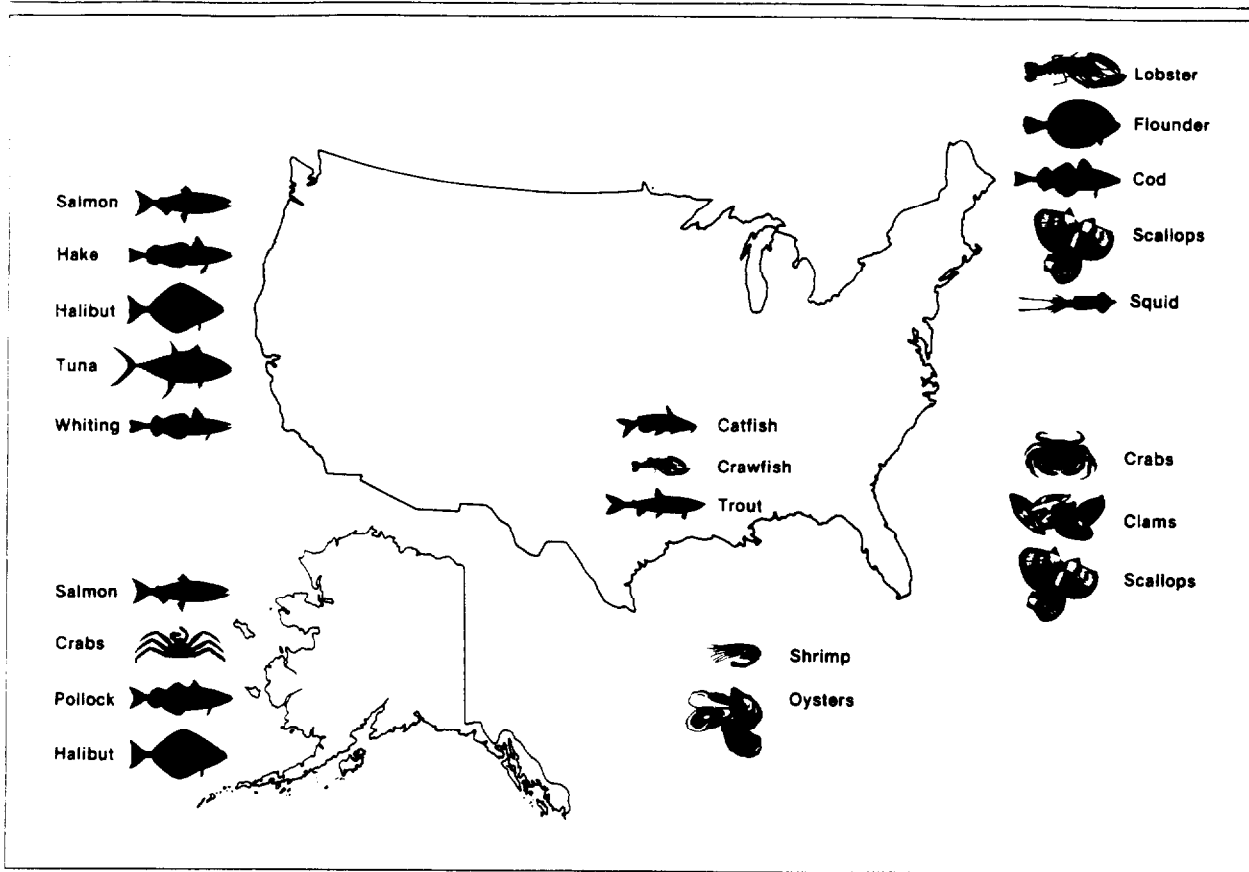 Salmon
Hake
Halibut
Tuna
Whiting
Salmon
Crabs
Pollock
Halibut
Catfish
Crawfish
Trout
Shrimp
Oysters
Lobster
Flounder
Cod
Scallops
Squid
Crabs
Clams
Scallops